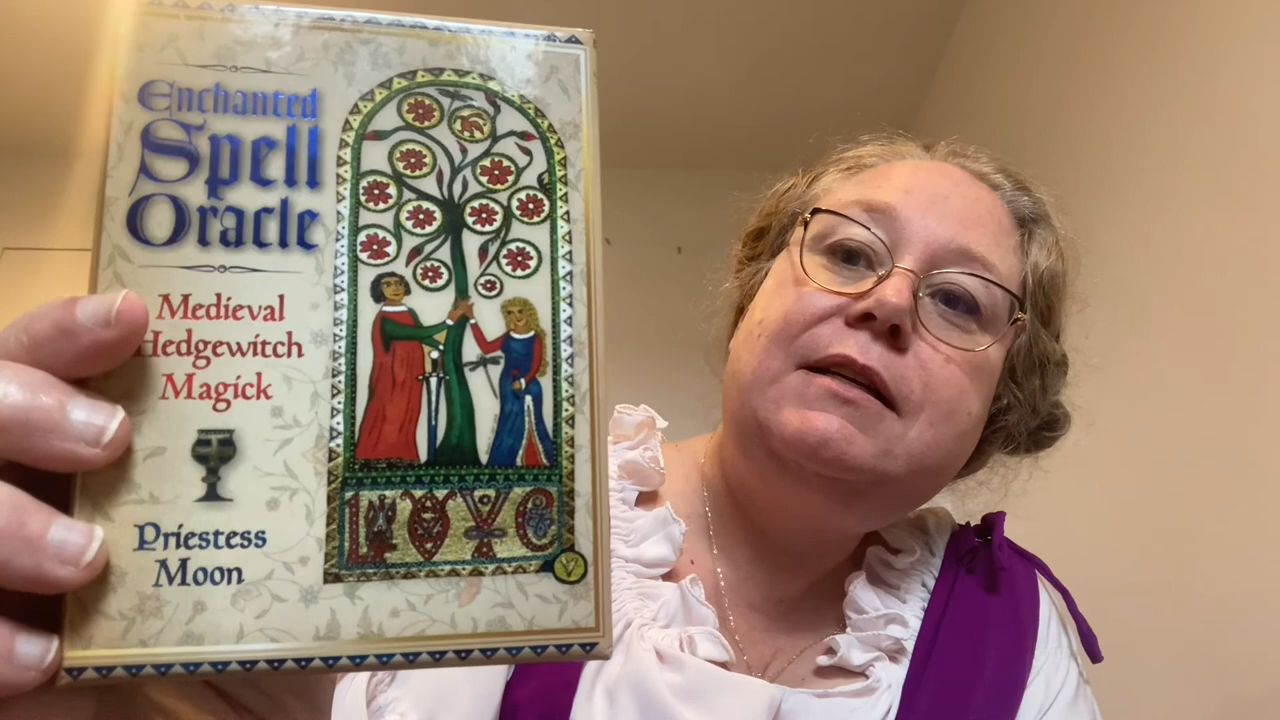 Enchanted
Spell
Oracle
Medieval
Hedgewitch
Magick
Priestess
Moon